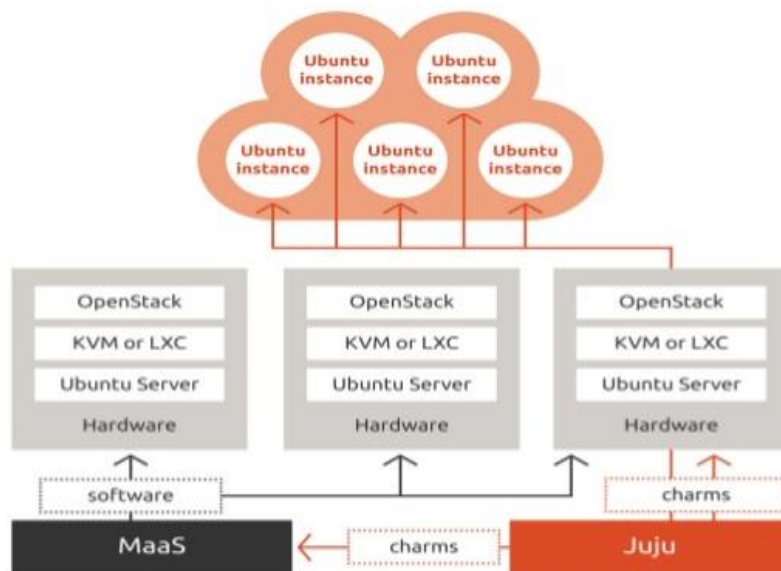 Ubuntu
instance
Ubuntu
instance
Ubuntu
instance
Ubuntu
instance
Ubuntu
instance
OpenStack
KVM or LXC
Ubuntu Server
Hardware
OpenStack
KVM or LXC
Ubuntu Server
Hardware
OpenStack
KVM or LXC
Ubuntu Server
Hardware
software
charms
MaaS
charms
Juju